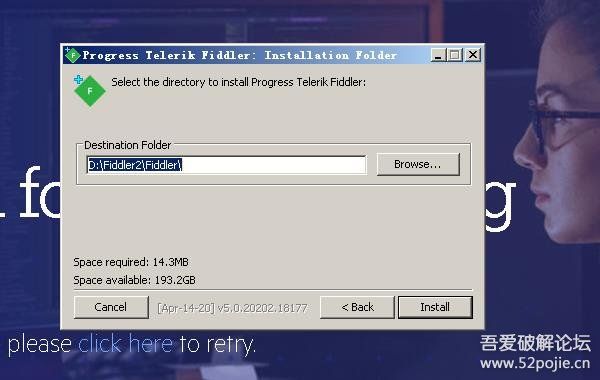 Progress Telerik Fiddler: Installation Folder
F
Select the directory to install Progress Telerik Fiddler:
Destination Folder
D:\Fiddler2\Fiddler\
Browse...
fo
g
Space required: 14.3MB
Space available: 193.2GB
Cancel
[Apr-14-20] v5.0.20202.18177
< Back
Install
please click here to retry.
吾爱破解论坛
www.52pojie.cn